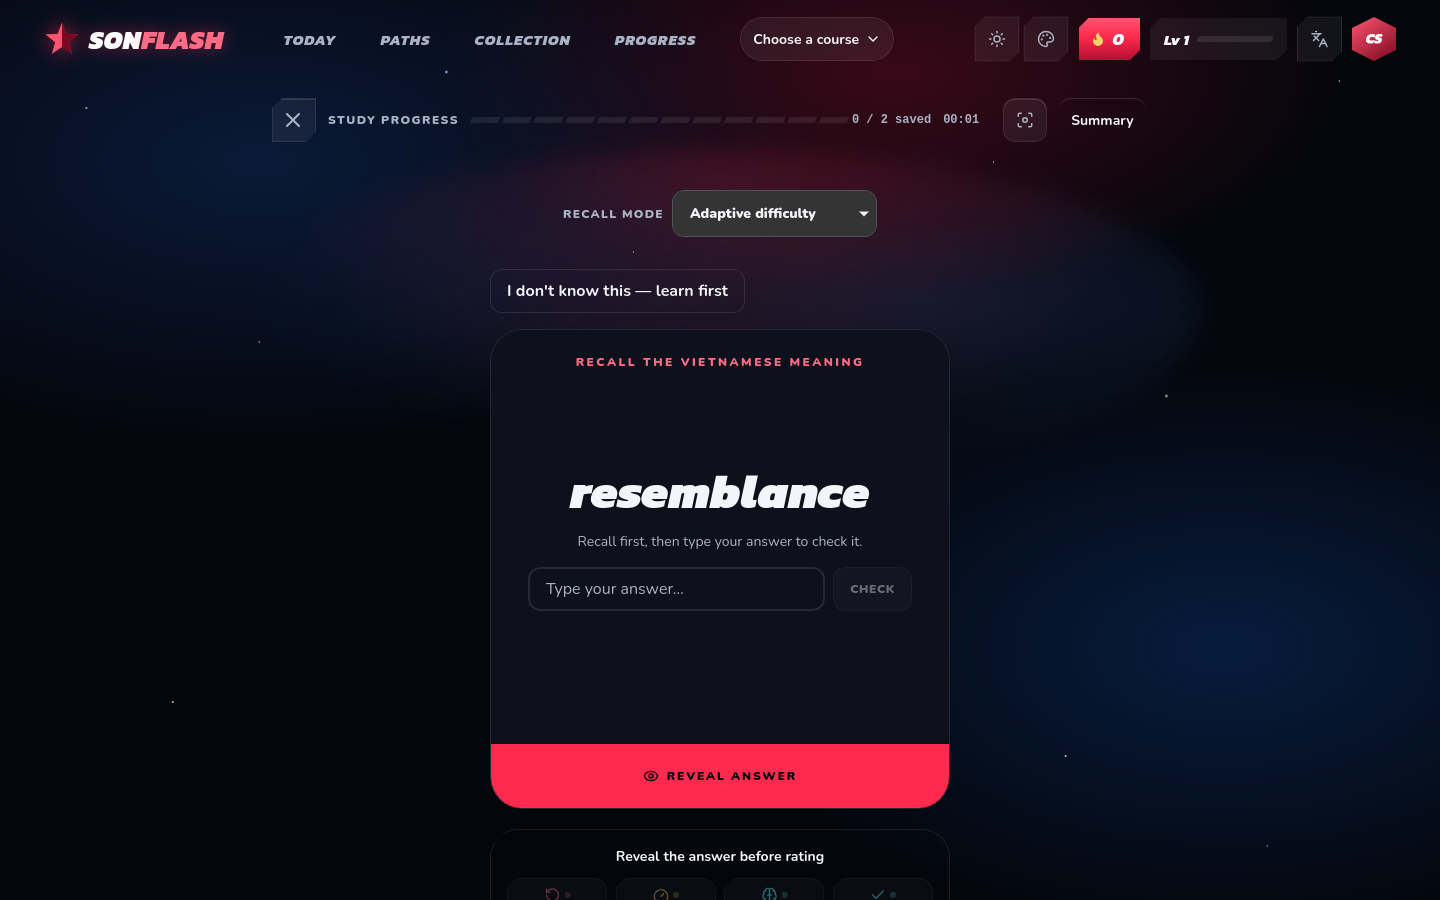 SONFLASH
TODAY
PATHS
COLLECTION
PROGRESS
Choose a course
0
Lv 1
CS
STUDY PROGRESS
0 / 2 saved
00:01
Summary
RECALL MODE
Adaptive difficulty
I don't know this — learn first
RECALL THE VIETNAMESE MEANING
resemblance
Recall first, then type your answer to check it.
Type your answer...
CHECK
REVEAL ANSWER
Reveal the answer before rating